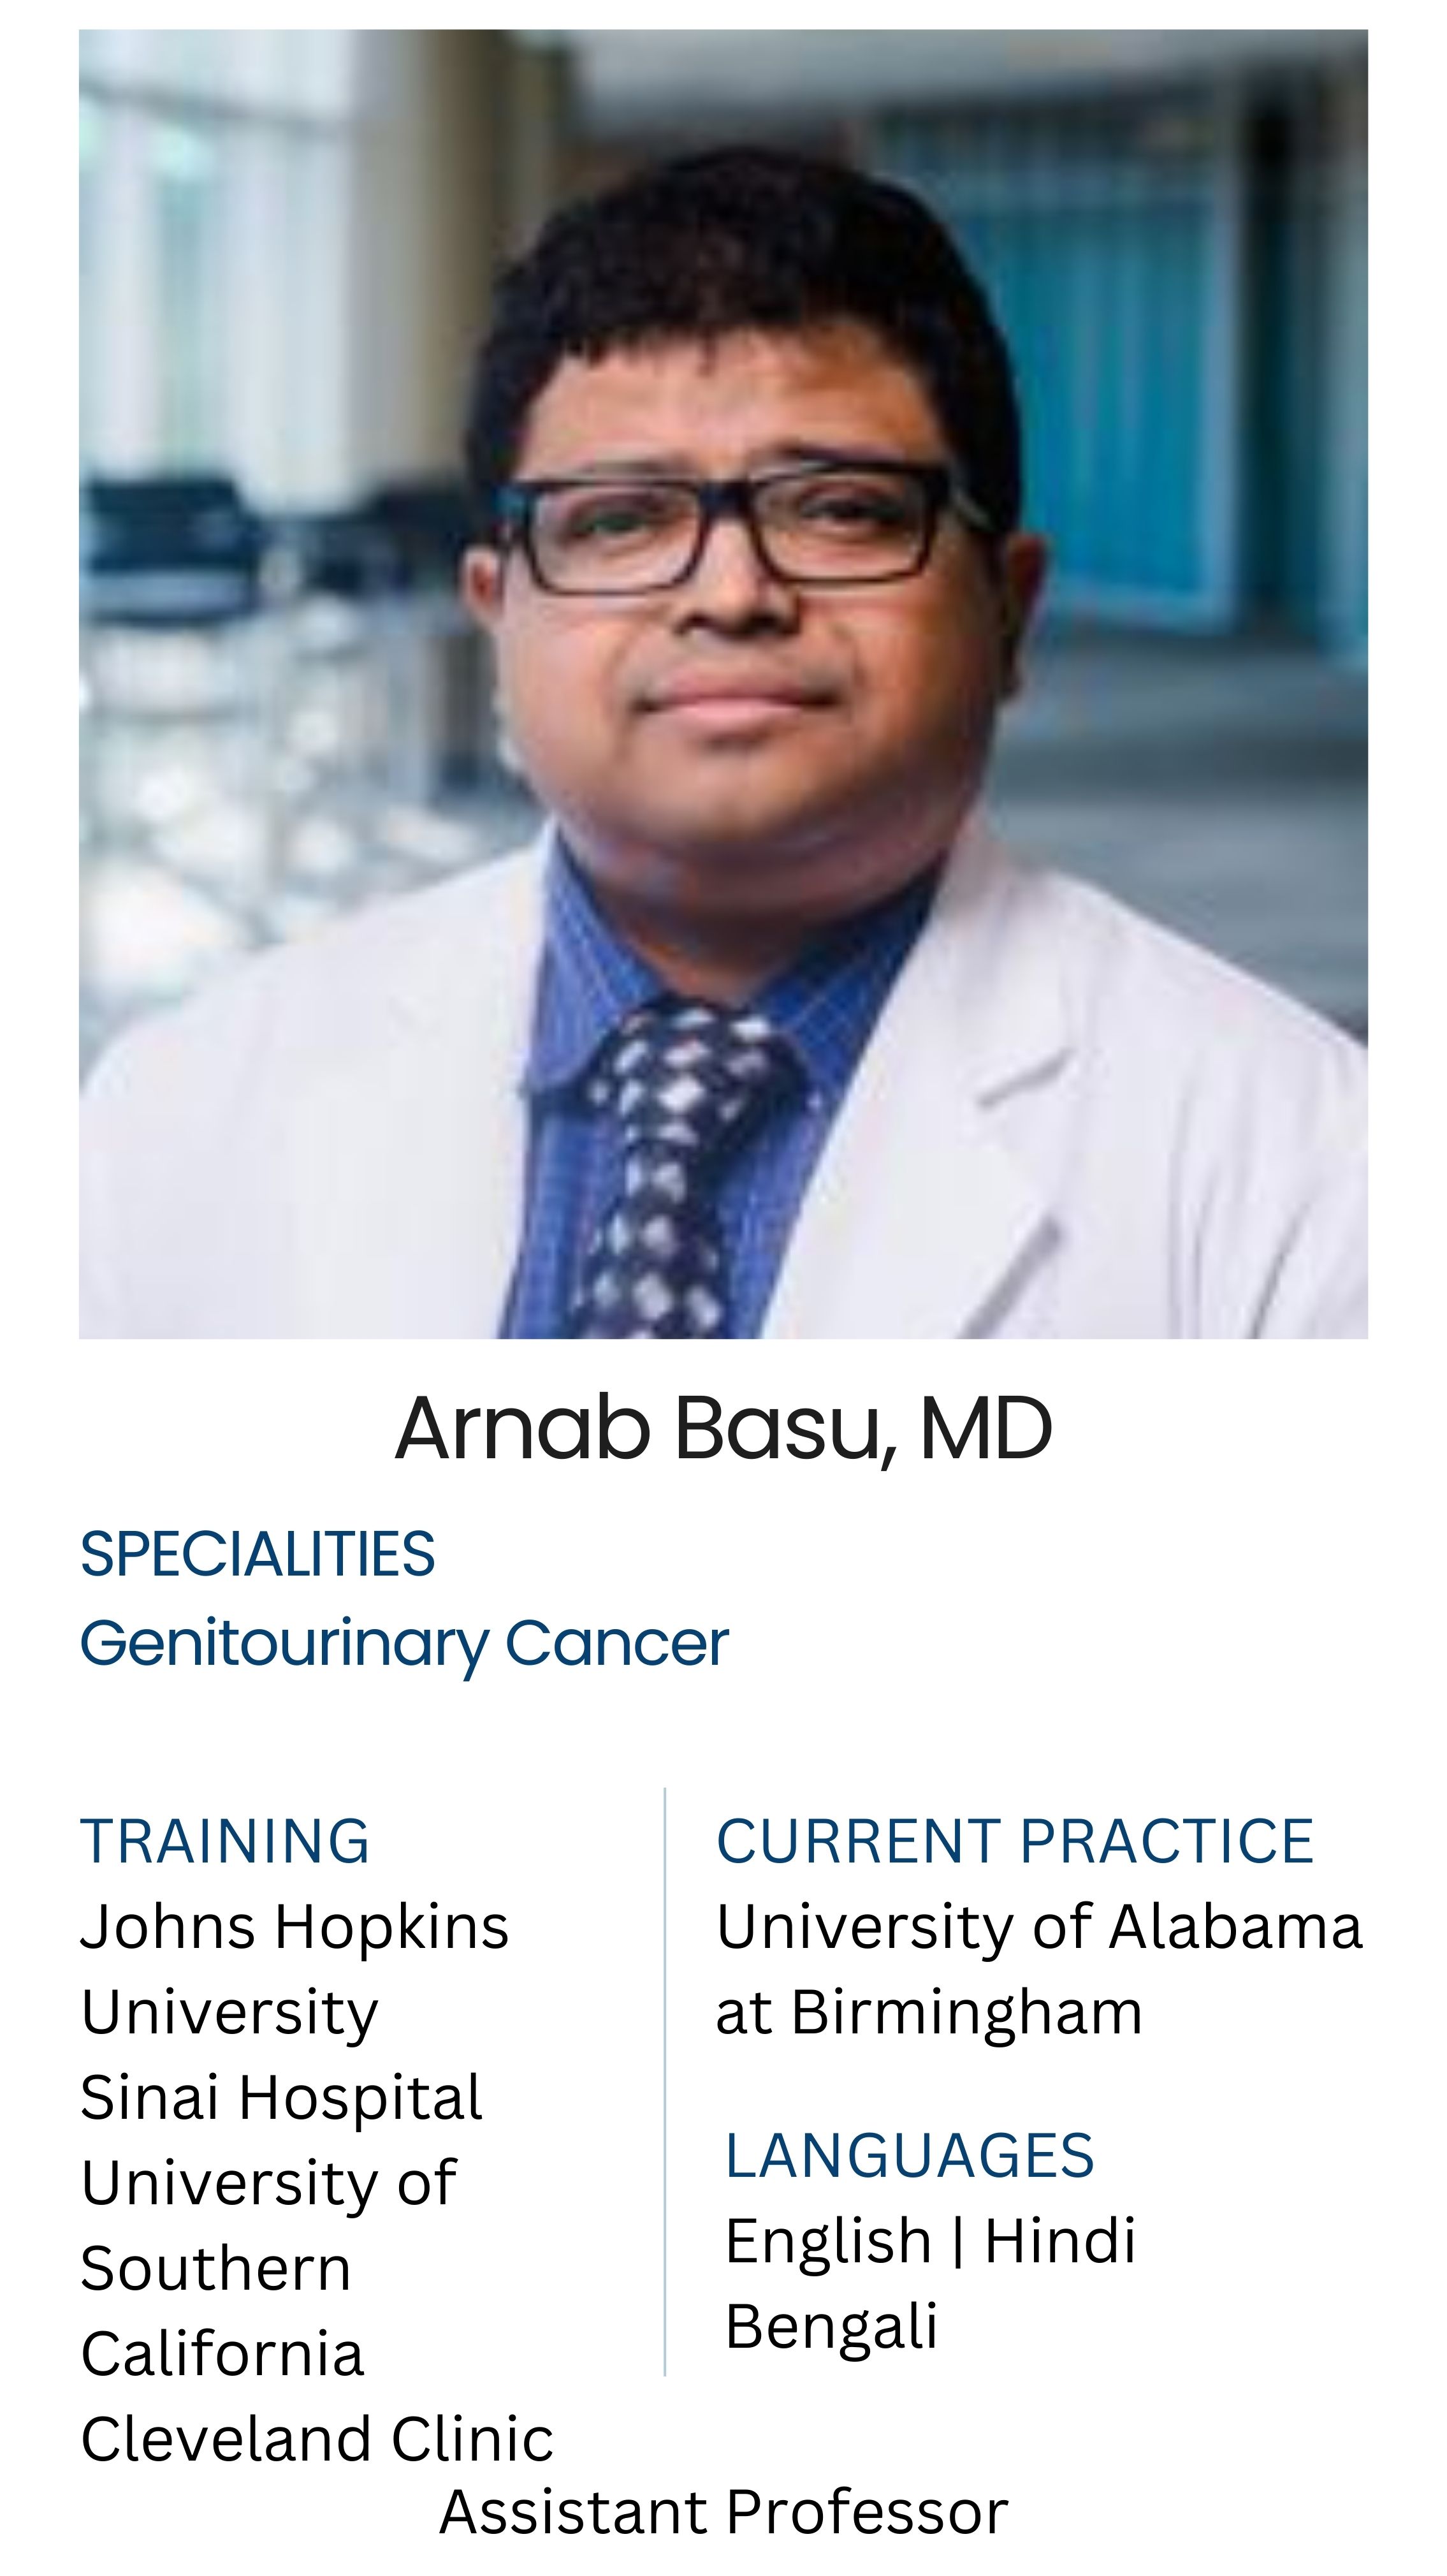 Arnab Basu, MD
SPECIALITIES
Genitourinary Cancer
TRAINING
Johns Hopkins
University
Sinai Hospital
University of
Southern
California
Cleveland Clinic
CURRENT PRACTICE
University of Alabama
at Birmingham
LANGUAGES
English | Hindi
Bengali
Assistant Professor